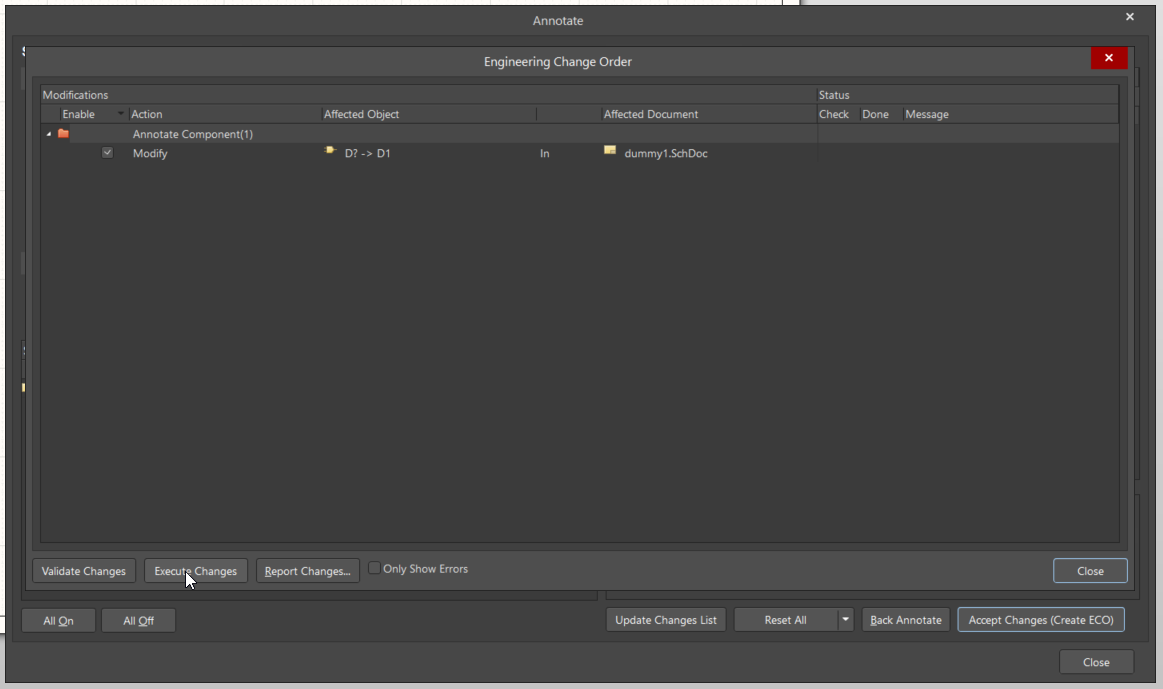 Annotate
Engineering Change Order
Modifications Status
Enable Action Affected Object Affected Document Check Done Message
Annotate Component(1)
Modify D? -> D1 In dummy1.SchDoc
Validate Changes Execute Changes Report Changes... Only Show Errors Close
All On All Off Update Changes List Reset All Back Annotate Accept Changes (Create ECO)
Close